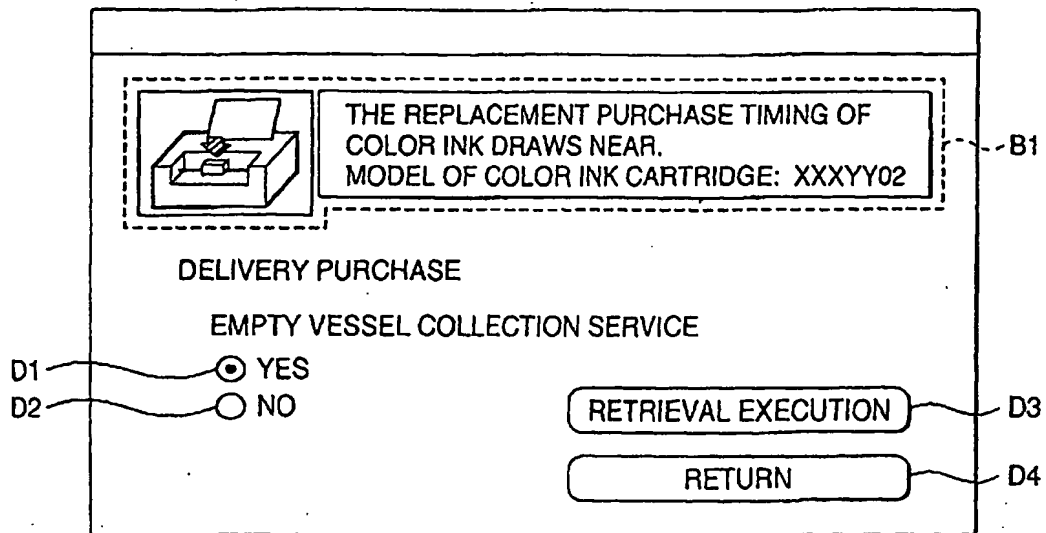 THE REPLACEMENT PURCHASE TIMING OF
COLOR INK DRAWS NEAR.
MODEL OF COLOR INK CARTRIDGE: XXXYY02
B1
DELIVERY PURCHASE
EMPTY VESSEL COLLECTION SERVICE
D1 YES
D2 NO
RETRIEVAL EXECUTION D3
RETURN D4